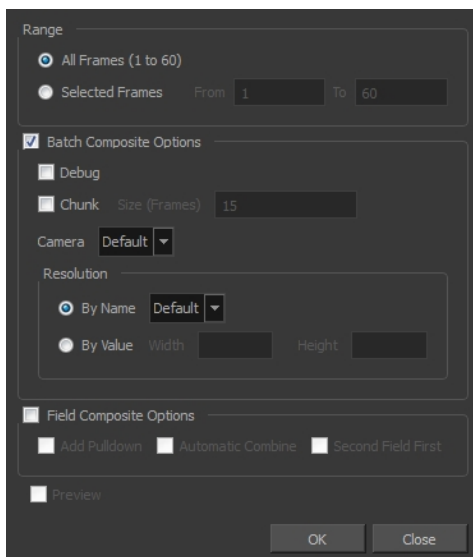 Range
All Frames (1 to 60)
Selected Frames From 1 To 60
Batch Composite Options
Debug
Chunk Size (Frames) 15
Camera Default
Resolution
By Name Default
By Value Width Height
Field Composite Options
Add Pulldown Automatic Combine Second Field First
Preview
OK Close